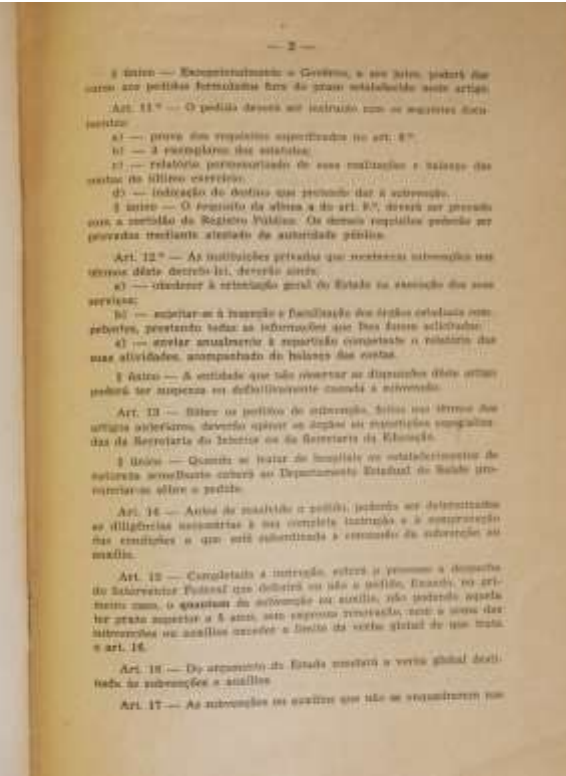 — 2 —
§ único — Excepcionalmente o Govêrno, a seu juízo, poderá dar
curso aos pedidos formulados fora do prazo estabelecido neste artigo.
Art. 11º — O pedido deverá ser instruido com os seguintes docu-
mentos:
a) — prova dos requisitos especificados no art. 8º.
b) — 3 exemplares dos estatutos;
c) — relatório pormenorizado de suas realizações e balanço das
contas do último exercício.
d) — indicação do destino que pretende dar à subvenção.
§ único — O requisito da alínea a do art. 8.º, deverá ser provado
com a certidão do Registro Público. Os demais requisitos poderão ser
provados mediante atestado da autoridade pública.
Art. 12º — As instituições privadas que receberem subvenções nos
têrmos dêste decreto-lei, deverão ainda:
a) — obedecer à orientação geral do Estado na execução dos seus
serviços;
b) — sujeitar-se à inspeção e fiscalização dos órgãos estaduais com-
petentes, prestando todas as informações que lhes forem solicitadas;
c) — enviar anualmente à repartição competente o relatório das
suas atividades, acompanhado do balanço das contas.
§ único — A entidade que não observar as disposições dêste artigo
poderá ter suspensa ou definitivamente cassada a subvenção.
Art. 13 — Sôbre os pedidos de subvenção, feitos nos têrmos dos
artigos anteriores, deverão opinar os órgãos ou repartições especializa-
das da Secretaria do Interior ou da Secretaria da Educação.
§ único — Quando se tratar de hospitais ou estabelecimentos de
natureza semelhante caberá ao Departamento Estadual de Saúde pro-
nunciar-se sôbre o pedido.
Art. 14 — Antes de resolvido o pedido, poderão ser determinadas
as diligências necessárias à sua completa instrução e à comprovação
das condições a que está subordinada a concessão da subvenção ou
auxílio.
Art. 15 — Completada a instrução, subirá o processo a despacho
do Interventor Federal que deferirá ou não o pedido, fixando, no pri-
meiro caso, o quantum da subvenção ou auxílio, não podendo aquela
ter prazo superior a 5 anos, sem expressa renovação, nem a soma das
subvenções ou auxílios exceder o limite da verba global de que trata
o art. 16.
Art. 16 — Do orçamento do Estado constará a verba global desti-
nada às subvenções e auxílios.
Art. 17 — As subvenções ou auxílios que não se enquadrarem nas